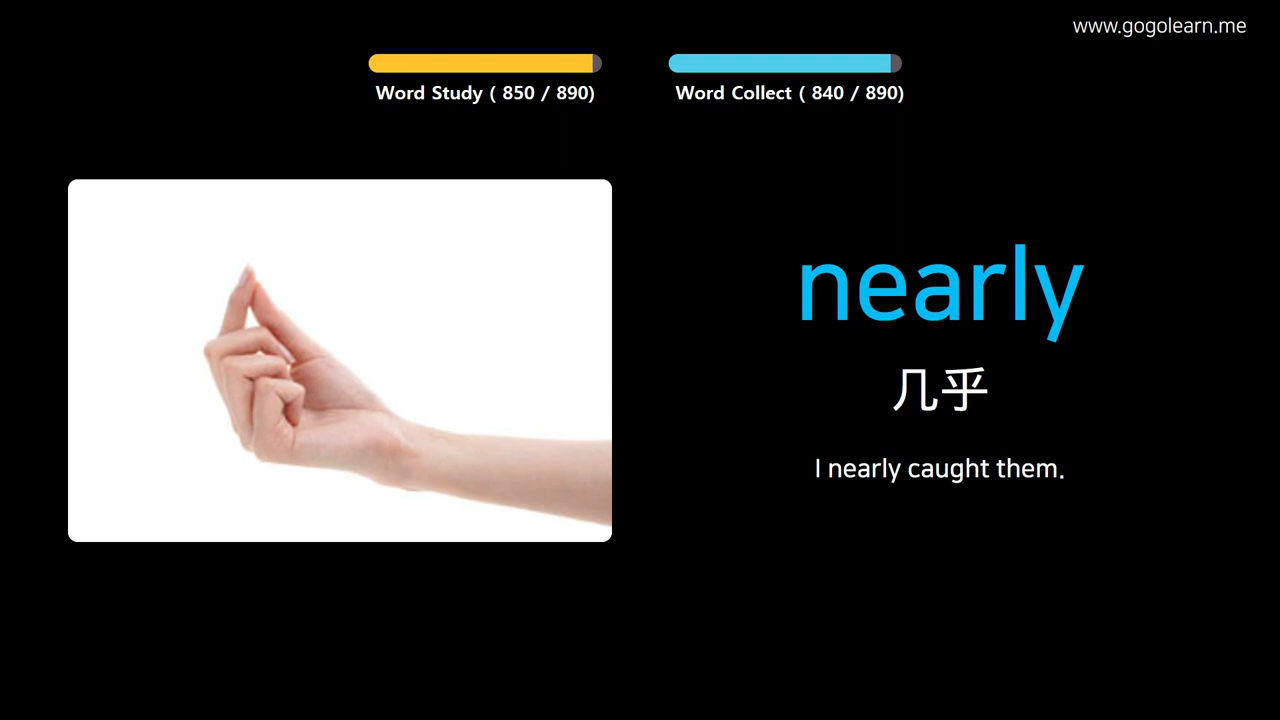 www.gogolearn.me
Word Study ( 850 / 890)
Word Collect ( 840 / 890)
nearly
几乎
I nearly caught them.